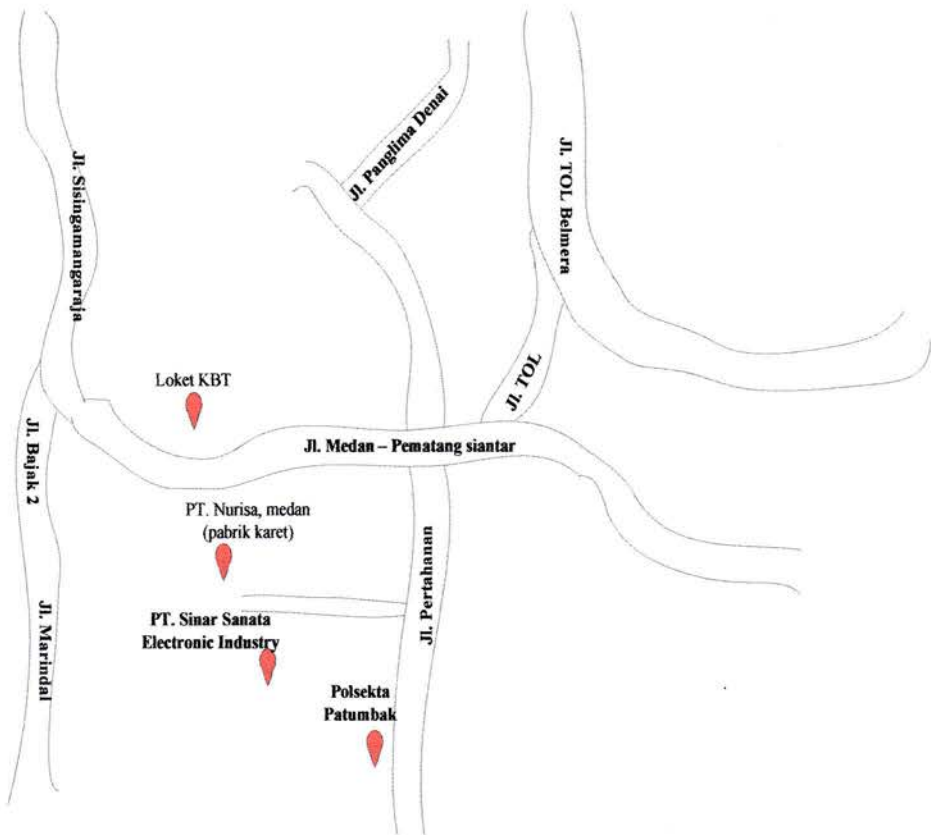 Jl. Panglima Denai
Jl. Sisingamangaraja
Jl. TOL Belmera
Jl. TOL
Loket KBT
Jl. Medan – Pematang siantar
Jl. Bajak 2
PT. Nurisa, medan
(pabrik karet)
Jl. Pertahanan
PT. Sinar Sanata
Electronic Industry
Jl. Marindal
Polsekta
Patumbak